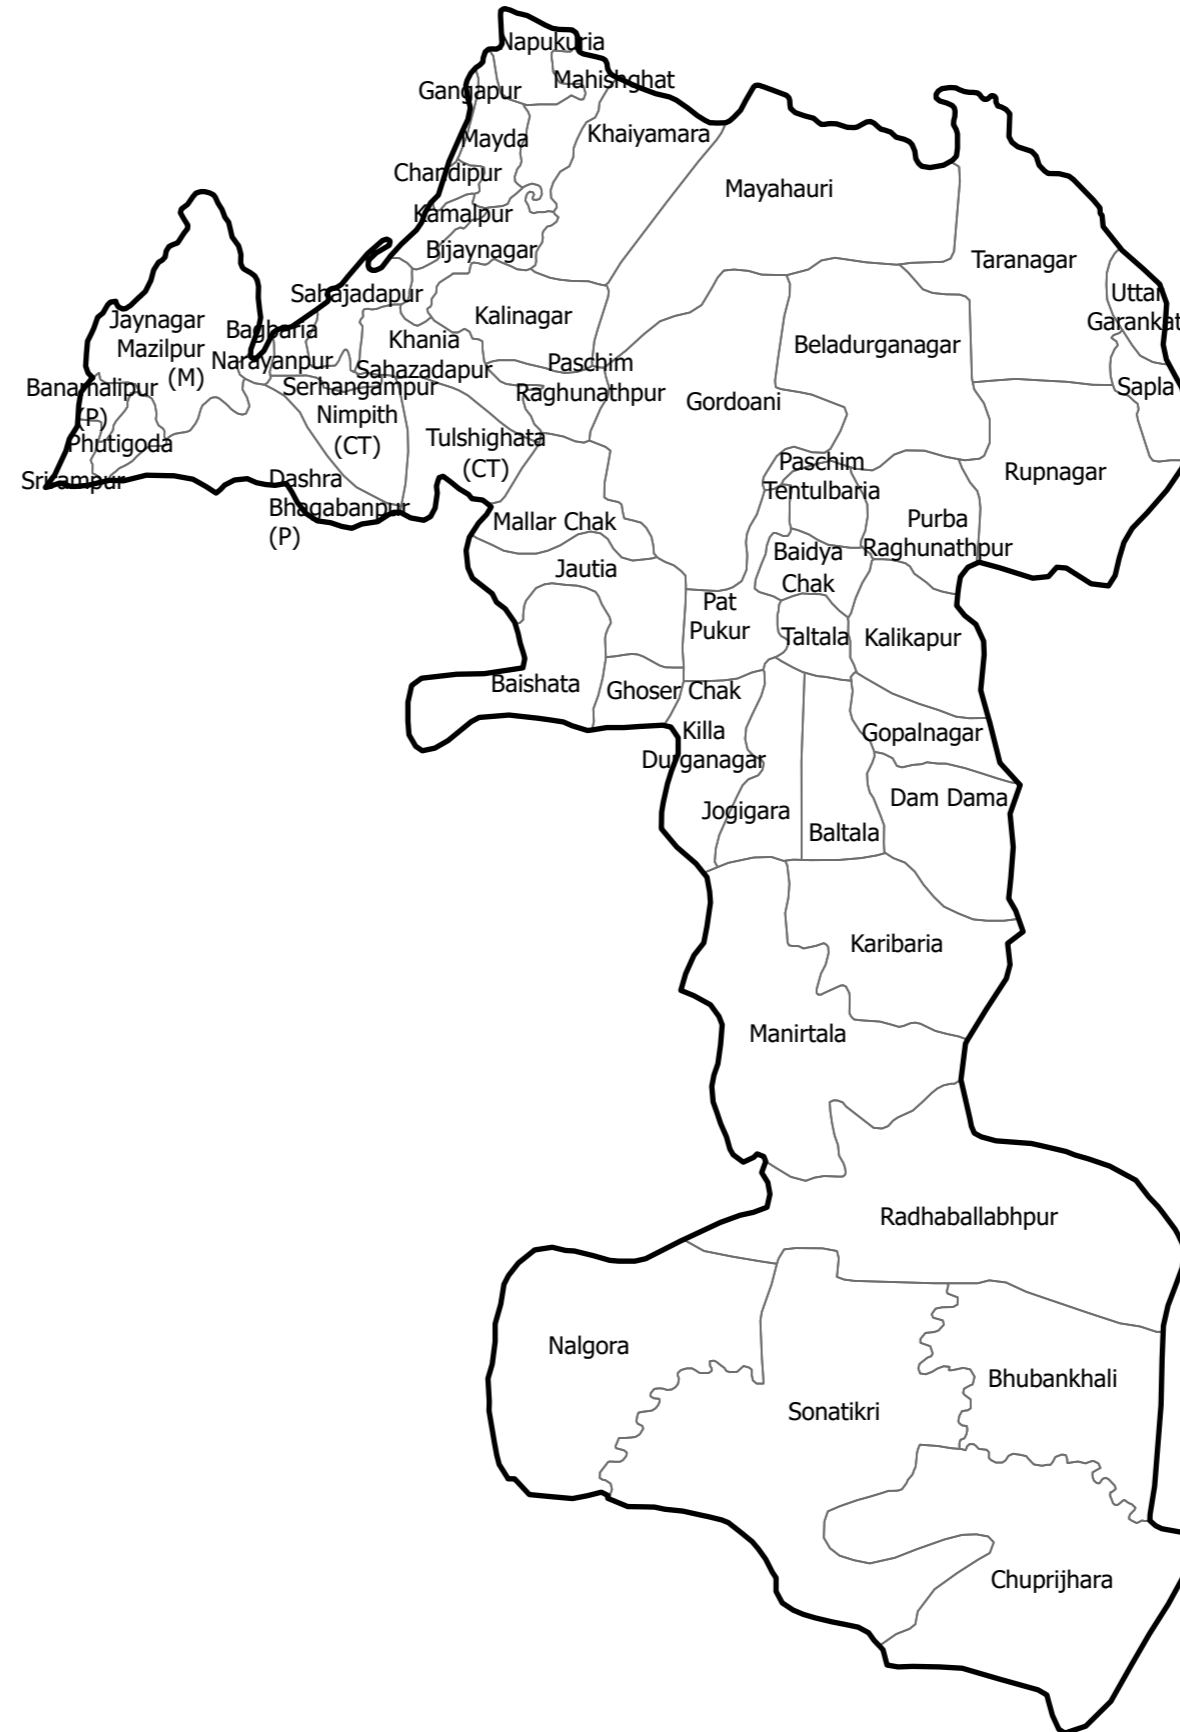 Napukuria
Mahishghat
Gangapur
Mayda
Khaiyamara
Chandipur
Mayahauri
Kamalpur
Bijaynagar
Taranagar
Sahajadapur
Uttar
Garankati
Kalinagar
Jaynagar
Mazilpur
(M)
Bagharia
Narayanpur
Khania
Sahazadapur
Beladurganagar
Paschim
Raghunathpur
Banamalipur
(P)
Serhangampur
Nimpith
(CT)
Sapla
Gordoani
Phutigoda
Tulshighata
(CT)
Srirampur
Dashra
Bhagabanpur
(P)
Paschim
Tentulbaria
Rupnagar
Mallar Chak
Purba
Raghunathpur
Jautia
Baidya
Chak
Pat
Pukur
Taltala
Kalikapur
Baishata
Ghoser Chak
Killa
Durganagar
Gopalnagar
Jogigara
Baltala
Dam Dama
Karibaria
Manirtala
Radhaballabhpur
Nalgora
Bhubankhali
Sonatikri
Chuprijhara